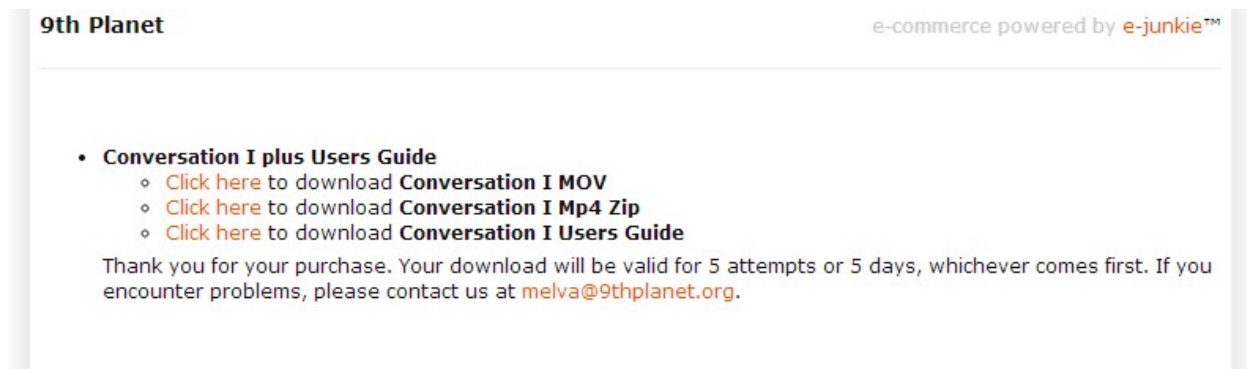 9th Planet
e-commerce powered by e-junkie™
• Conversation I plus Users Guide
◦ Click here to download Conversation I MOV
◦ Click here to download Conversation I Mp4 Zip
◦ Click here to download Conversation I Users Guide
Thank you for your purchase. Your download will be valid for 5 attempts or 5 days, whichever comes first. If you
encounter problems, please contact us at melva@9thplanet.org.